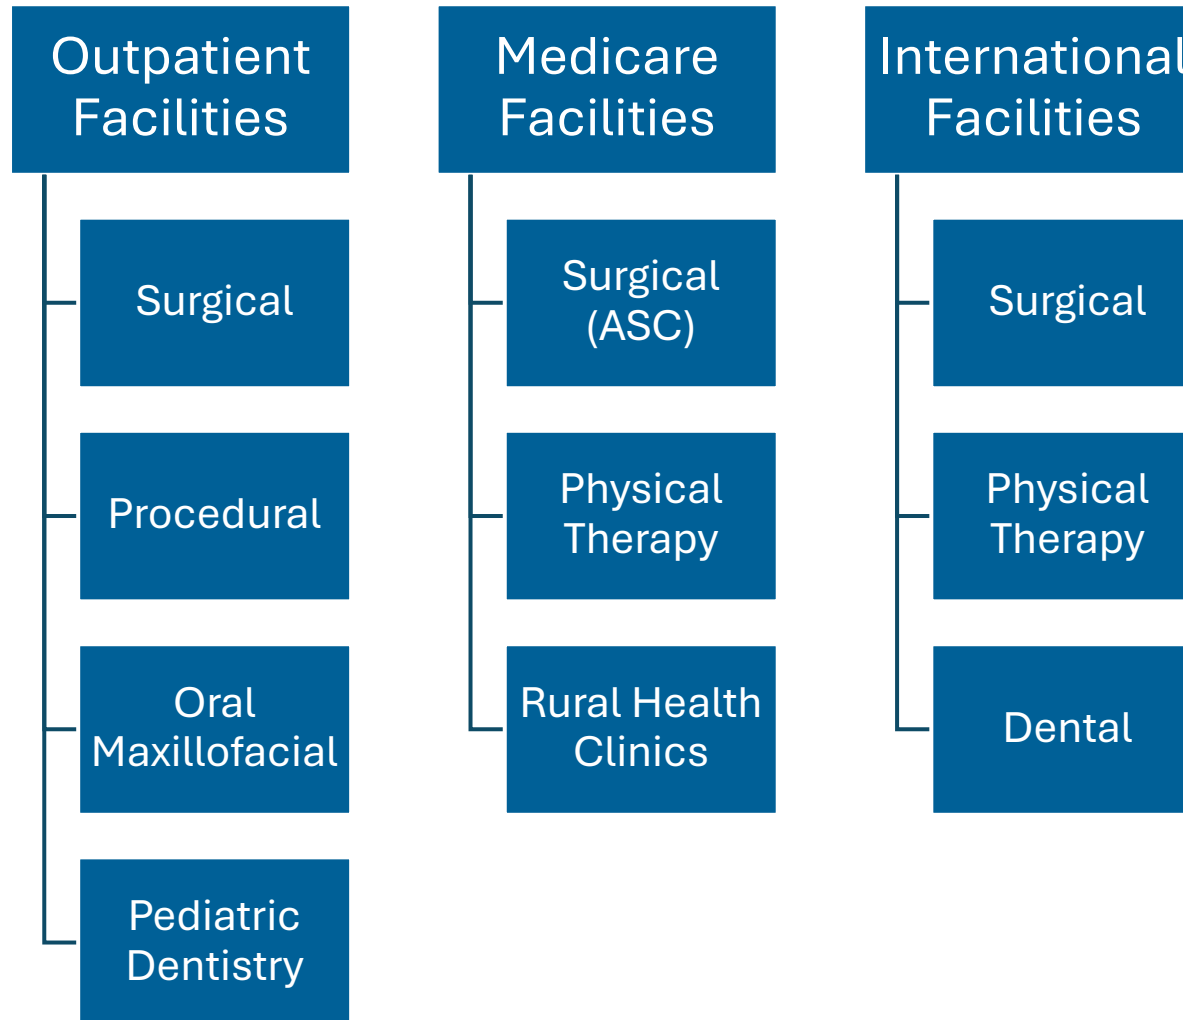 Outpatient
Facilities
Surgical
Procedural
Oral
Maxillofacial
Pediatric
Dentistry
Medicare
Facilities
Surgical
(ASC)
Physical
Therapy
Rural Health
Clinics
International
Facilities
Surgical
Physical
Therapy
Dental